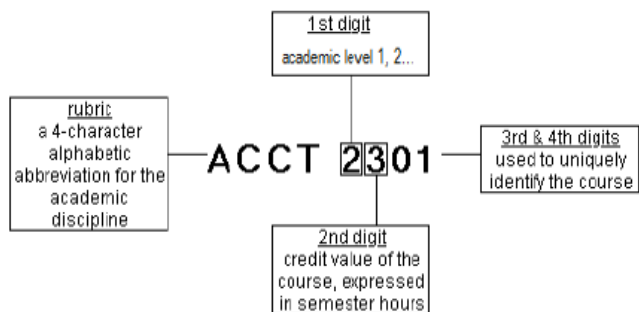 1st digit
academic level 1, 2...
rubric
a 4-character
alphabetic
abbreviation for the
academic
discipline
ACCT 2301
3rd & 4th digits
used to uniquely
identify the course
2nd digit
credit value of the
course, expressed
in semester hours